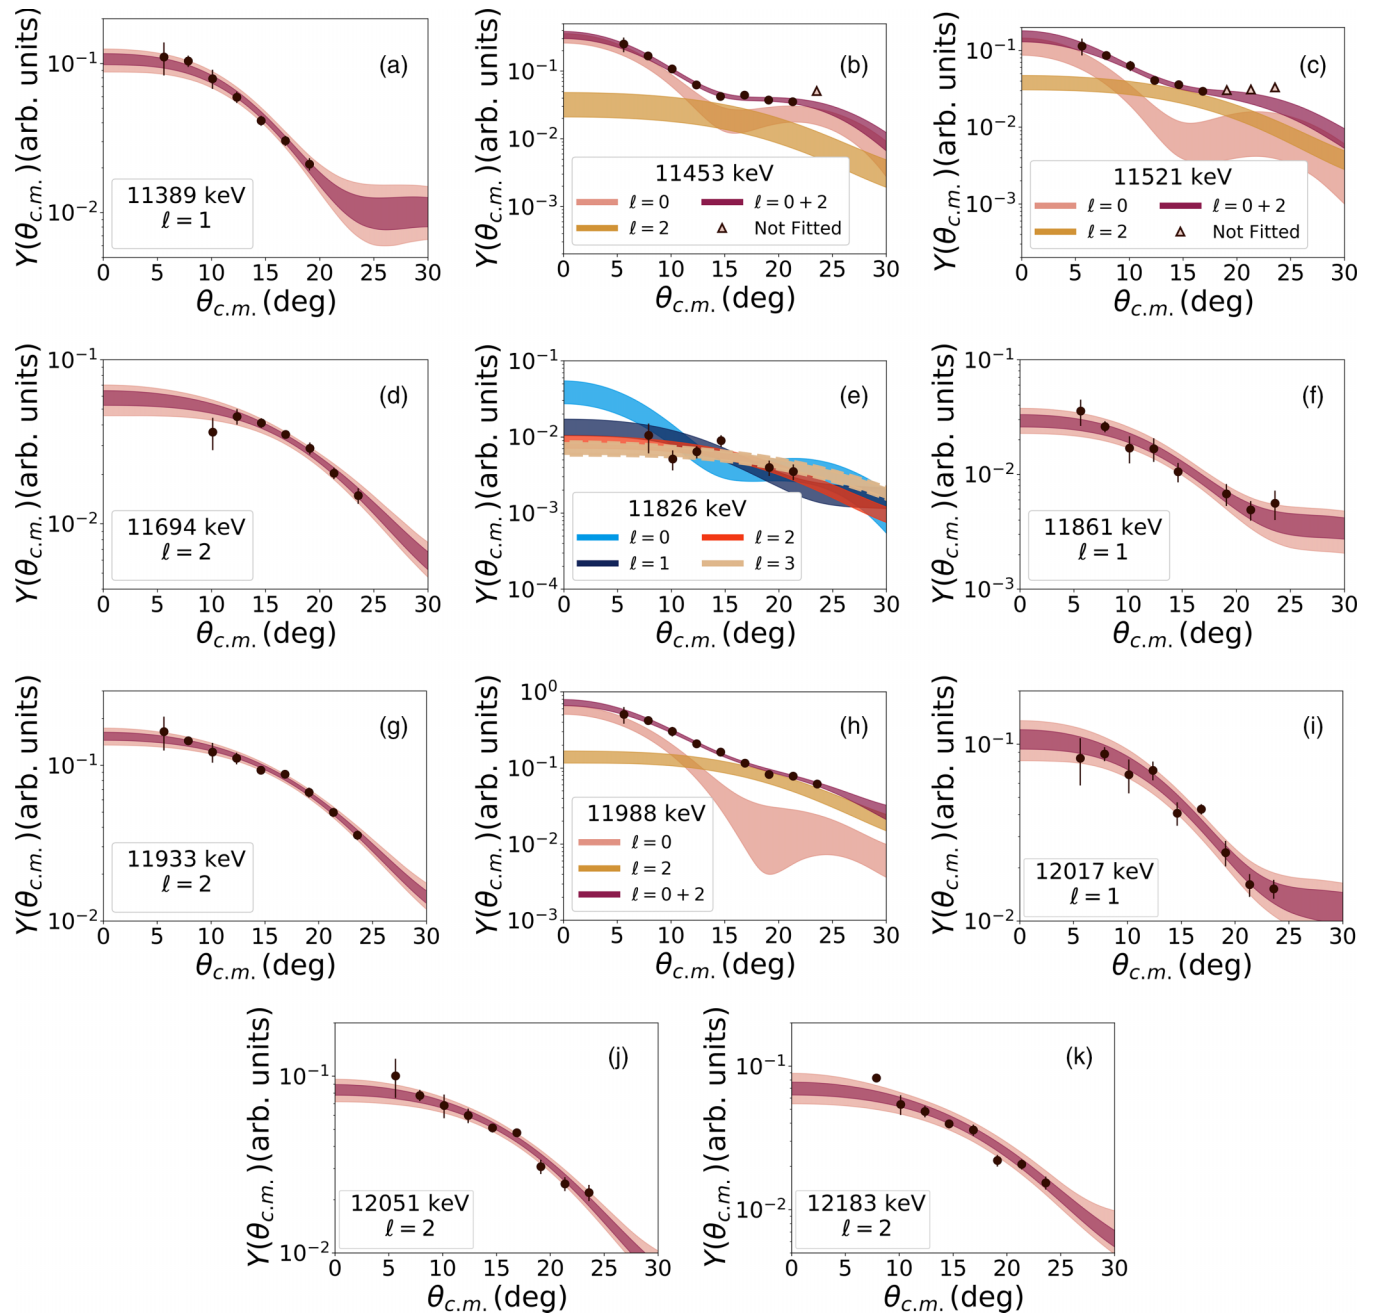 Y(θc.m.)(arb. units)
10⁻¹
10⁻²
(a)
11389 keV
ℓ = 1
0 5 10 15 20 25 30
θc.m. (deg)
Y(θc.m.)(arb. units)
10⁻¹
10⁻²
10⁻³
(b)
11453 keV
ℓ = 0 ℓ = 0 + 2
ℓ = 2 Not Fitted
0 5 10 15 20 25 30
θc.m. (deg)
Y(θc.m.)(arb. units)
10⁻¹
10⁻²
10⁻³
(c)
11521 keV
ℓ = 0 ℓ = 0 + 2
ℓ = 2 Not Fitted
0 5 10 15 20 25 30
θc.m. (deg)
Y(θc.m.)(arb. units)
10⁻¹
10⁻²
(d)
11694 keV
ℓ = 2
0 5 10 15 20 25 30
θc.m. (deg)
Y(θc.m.)(arb. units)
10⁻¹
10⁻²
10⁻³
10⁻⁴
(e)
11826 keV
ℓ = 0 ℓ = 2
ℓ = 1 ℓ = 3
0 5 10 15 20 25 30
θc.m. (deg)
Y(θc.m.)(arb. units)
10⁻¹
10⁻²
10⁻³
(f)
11861 keV
ℓ = 1
0 5 10 15 20 25 30
θc.m. (deg)
Y(θc.m.)(arb. units)
10⁻¹
10⁻²
(g)
11933 keV
ℓ = 2
0 5 10 15 20 25 30
θc.m. (deg)
Y(θc.m.)(arb. units)
10⁰
10⁻¹
10⁻²
10⁻³
(h)
11988 keV
ℓ = 0
ℓ = 2
ℓ = 0 + 2
0 5 10 15 20 25 30
θc.m. (deg)
Y(θc.m.)(arb. units)
10⁻¹
10⁻²
(i)
12017 keV
ℓ = 1
0 5 10 15 20 25 30
θc.m. (deg)
Y(θc.m.)(arb. units)
10⁻¹
10⁻²
(j)
12051 keV
ℓ = 2
0 5 10 15 20 25 30
θc.m. (deg)
Y(θc.m.)(arb. units)
10⁻¹
10⁻²
(k)
12183 keV
ℓ = 2
0 5 10 15 20 25 30
θc.m. (deg)